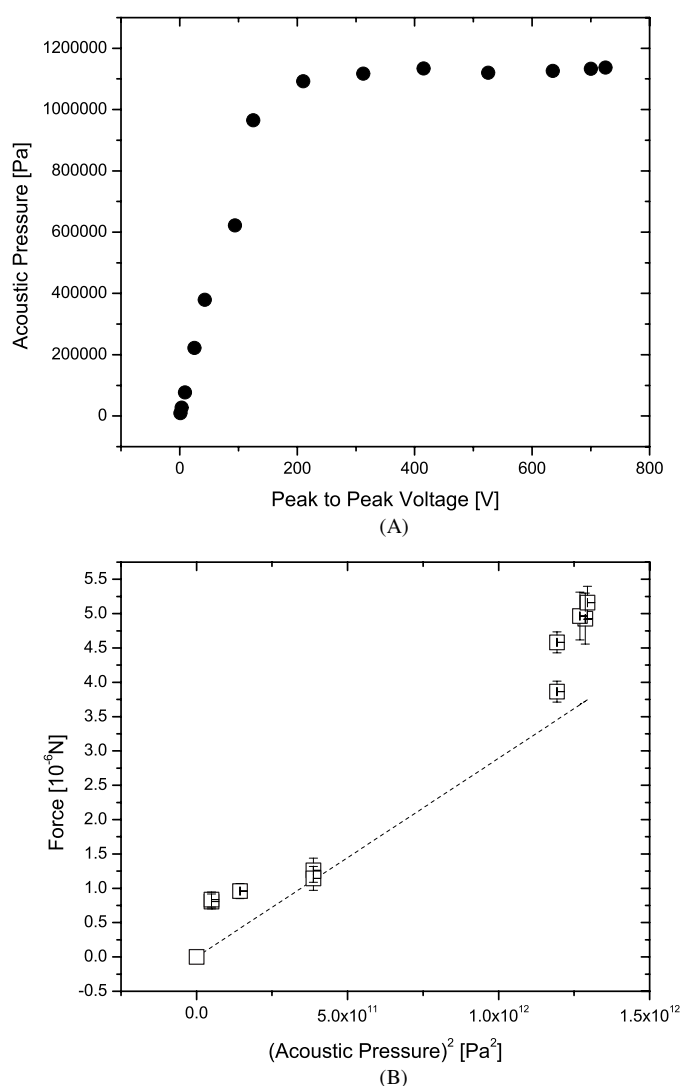 1200000
1000000
800000
600000
400000
200000
0
Acoustic Pressure [Pa]
0 200 400 600 800
Peak to Peak Voltage [V]
(A)
5.5
5.0
4.5
4.0
3.5
3.0
2.5
2.0
1.5
1.0
0.5
0.0
-0.5
Force [10⁻⁶N]
0.0 5.0x10¹¹ 1.0x10¹² 1.5x10¹²
(Acoustic Pressure)² [Pa²]
(B)